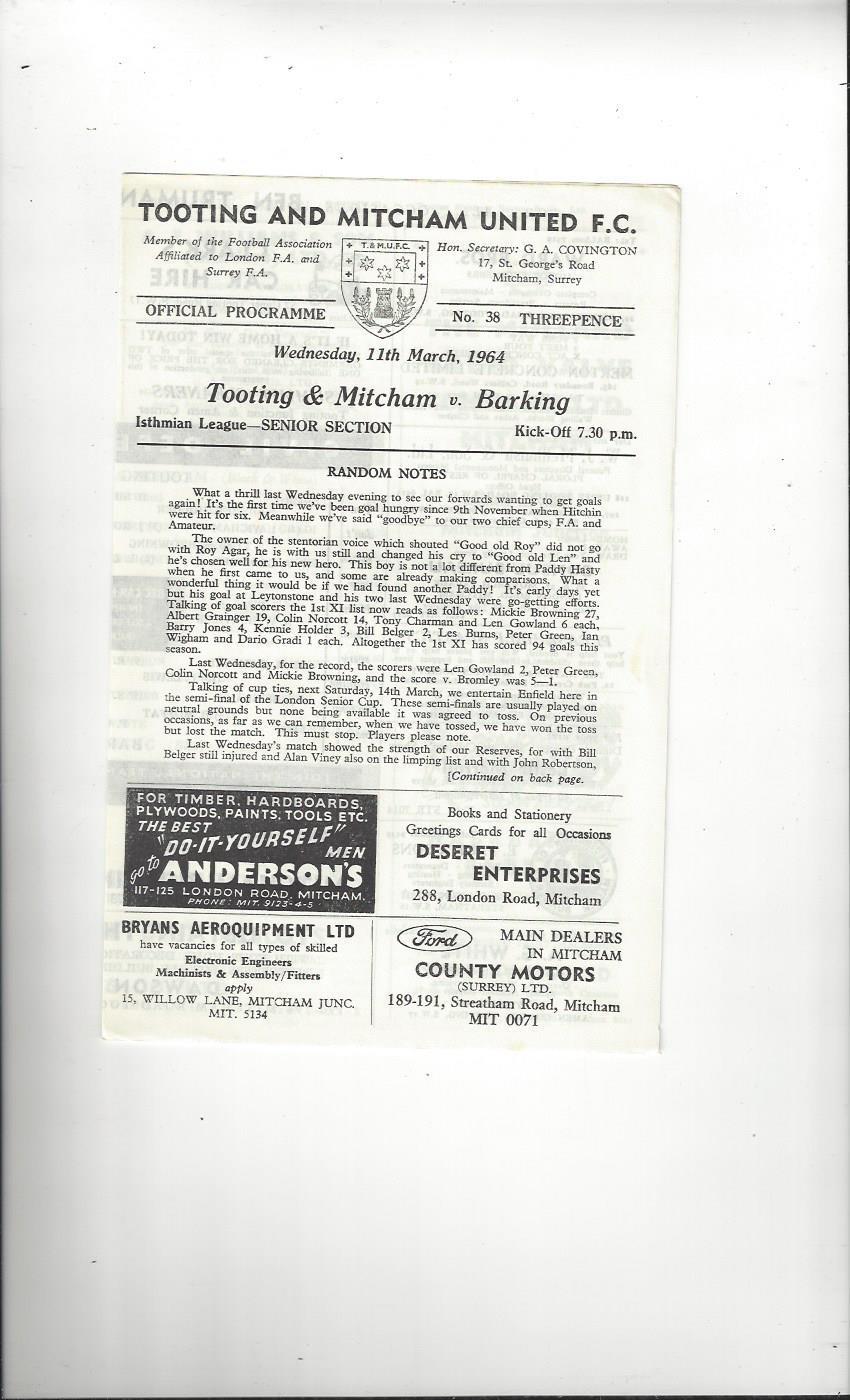 TOOTING AND MITCHAM UNITED F.C.
Member of the Football Association
Affiliated to London F.A. and
Surrey F.A.
T. & M.U.F.C.
Hon. Secretary: G. A. COVINGTON
17, St. George's Road
Mitcham, Surrey
OFFICIAL PROGRAMME
No. 38 THREEPENCE
Wednesday, 11th March, 1964
Tooting & Mitcham v. Barking
Isthmian League—SENIOR SECTION
Kick-Off 7.30 p.m.
RANDOM NOTES
What a thrill last Wednesday evening to see our forwards wanting to get goals
again! It's the first time we've been goal hungry since 9th November when Hitchin
were hit for six. Meanwhile we've said "goodbye" to our two chief cups, F.A. and
Amateur.
The owner of the stentorian voice which shouted "Good old Roy" did not go
with Roy Agar, he is with us still and changed his cry to "Good old Len" and
he's chosen well for his new hero. This boy is not a lot different from Paddy Hasty
when he first came to us, and some are already making comparisons. What a
wonderful thing it would be if we had found another Paddy! It's early days yet
but his goal at Leytonstone and his two last Wednesday were go-getting efforts.
Talking of goal scorers the 1st XI list now reads as follows: Mickie Browning 27,
Albert Grainger 19, Colin Norcott 14, Tony Charman and Len Gowland 6 each,
Barry Jones 4, Kennie Holder 3, Bill Belger 2, Les Burns, Peter Green, Ian
Wigham and Dario Gradi 1 each. Altogether the 1st XI has scored 94 goals this
season.
Last Wednesday, for the record, the scorers were Len Gowland 2, Peter Green,
Colin Norcott and Mickie Browning, and the score v. Bromley was 5—1.
Talking of cup ties, next Saturday, 14th March, we entertain Enfield here in
the semi-final of the London Senior Cup. These semi-finals are usually played on
neutral grounds but none being available it was agreed to toss. On previous
occasions, as far as we can remember, when we have tossed, we have won the toss
but lost the match. This must stop. Players please note.
Last Wednesday's match showed the strength of our Reserves, for with Bill
Belger still injured and Alan Viney also on the limping list and with John Robertson,
[Continued on back page.
FOR TIMBER, HARDBOARDS,
PLYWOODS, PAINTS, TOOLS ETC.
THE BEST
"DO-IT-YOURSELF"
MEN
go to ANDERSON'S
117-125 LONDON ROAD, MITCHAM.
PHONE: MIT. 9123-4-5
Books and Stationery
Greetings Cards for all Occasions
DESERET
ENTERPRISES
288, London Road, Mitcham
BRYANS AEROQUIPMENT LTD
have vacancies for all types of skilled
Electronic Engineers
Machinists & Assembly/Fitters
apply
15, WILLOW LANE, MITCHAM JUNC.
MIT. 5134
Ford
MAIN DEALERS
IN MITCHAM
COUNTY MOTORS
(SURREY) LTD.
189-191, Streatham Road, Mitcham
MIT 0071